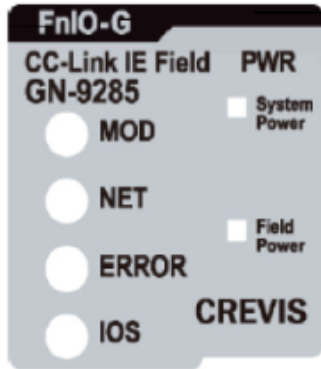 FnIO-G
CC-Link IE Field PWR
GN-9285
System
Power
MOD
NET
Field
Power
ERROR
CREVIS
IOS